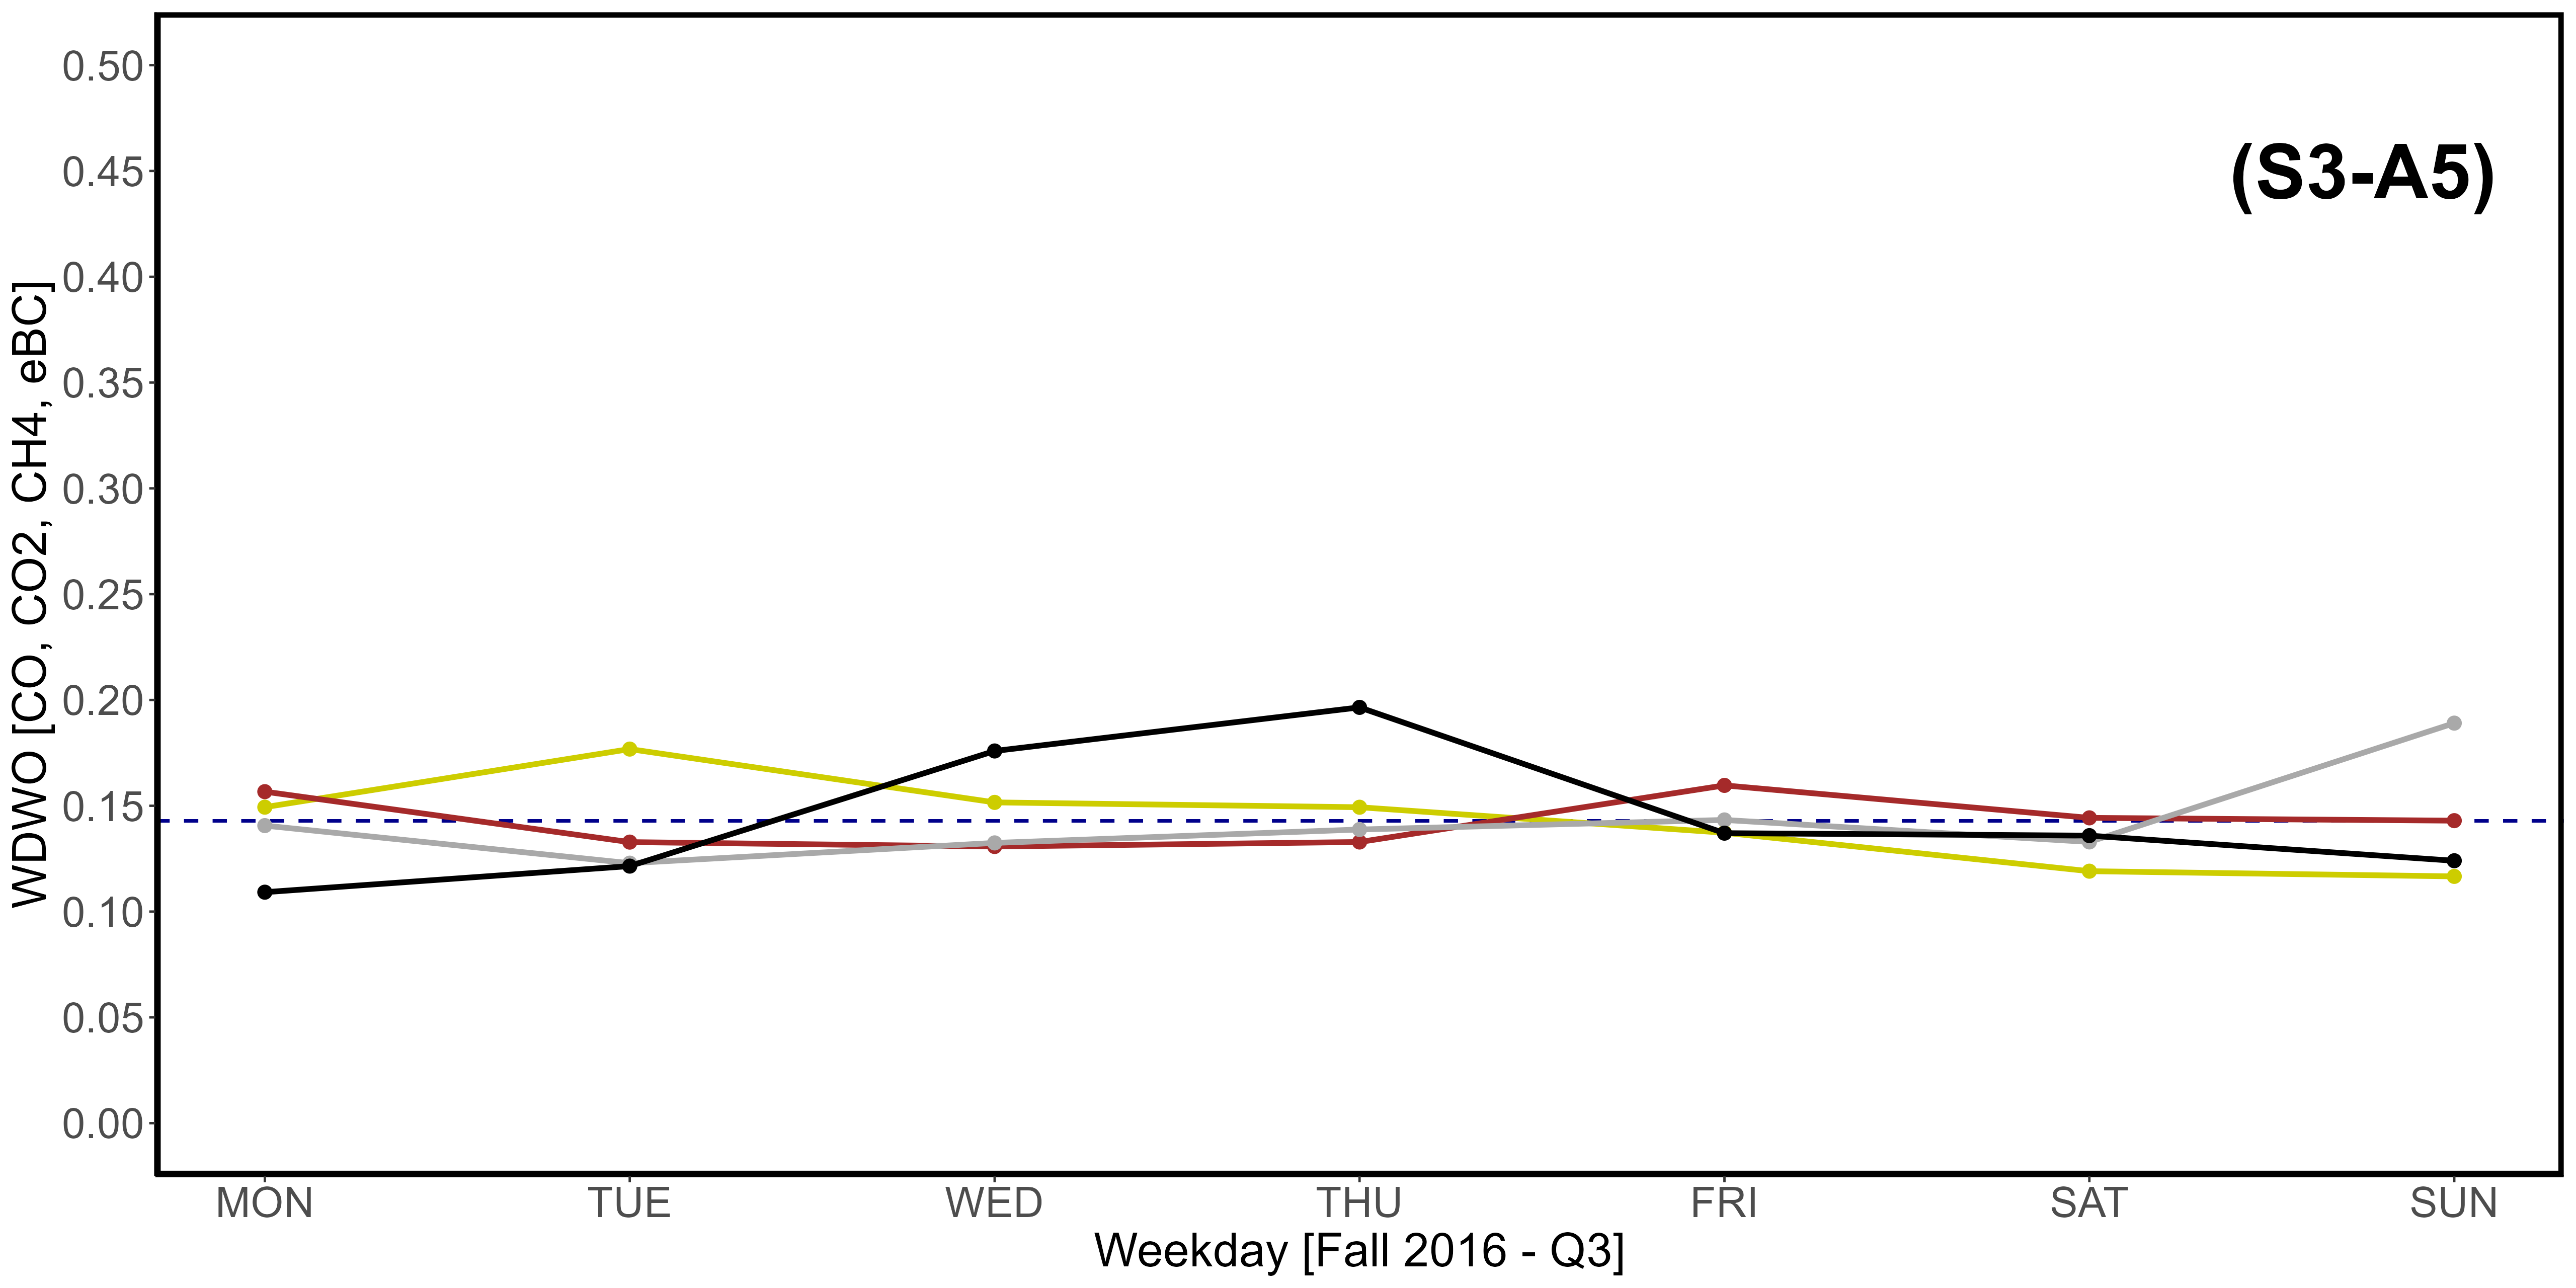 (S3-A5)
WDWO [CO, CO2, CH4, eBC]
0.50
0.45
0.40
0.35
0.30
0.25
0.20
0.15
0.10
0.05
0.00
MON TUE WED THU FRI SAT SUN
Weekday [Fall 2016 - Q3]